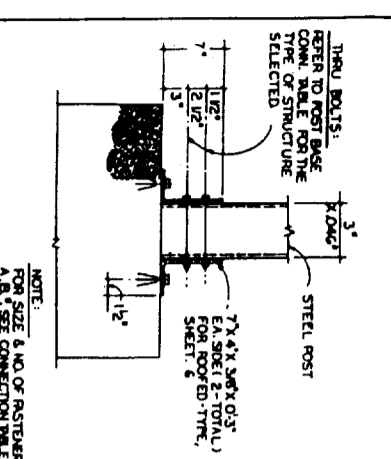 THRU BOLTS:
REFER TO POST BASE
CONN. TABLE FOR THE
TYPE OF STRUCTURE
SELECTED
7"
1 1/2"
2 1/2"
3"
3"
X .046"
STEEL POST
7"X 4"X 3/8"X 0'-3"
EA. SIDE ( 2-TOTAL)
FOR ROOFED-TYPE,
SHEET. 6
1 1/2"
NOTE:
FOR SIZE & NO. OF FASTENER
A.B. SEE CONNECTION TABLE